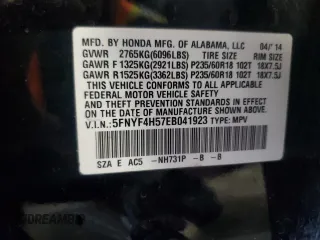 MFD. BY HONDA MFG. OF ALABAMA, LLC 04/'14
GVWR 2765KG(6096LBS) TIRE SIZE RIM SIZE
GAWR F 1325KG(2921LBS) P235/60R18 102T 18X7.5J
GAWR R 1525KG(3362LBS) P235/60R18 102T 18X7.5J
THIS VEHICLE CONFORMS TO ALL APPLICABLE
FEDERAL MOTOR VEHICLE SAFETY AND
THEFT PREVENTION STANDARDS IN EFFECT ON THE
DATE OF MANUFACTURE SHOWN ABOVE.
V.I.N.: 5FNYF4H57EB041923 TYPE: MPV
SZA E AC5 -NH731P -B -B